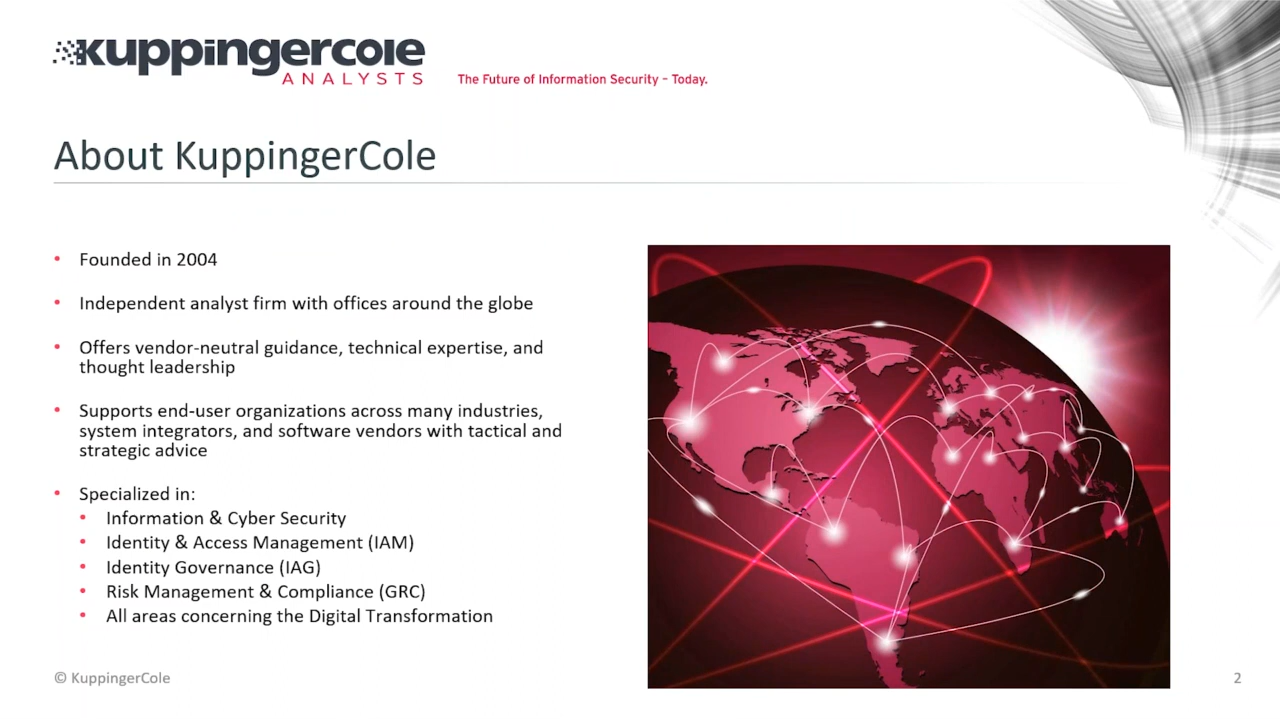 kuppingercole
ANALYSTS
The Future of Information Security – Today.
About KuppingerCole
• Founded in 2004
• Independent analyst firm with offices around the globe
• Offers vendor-neutral guidance, technical expertise, and
thought leadership
• Supports end-user organizations across many industries,
system integrators, and software vendors with tactical and
strategic advice
• Specialized in:
• Information & Cyber Security
• Identity & Access Management (IAM)
• Identity Governance (IAG)
• Risk Management & Compliance (GRC)
• All areas concerning the Digital Transformation
© KuppingerCole
2